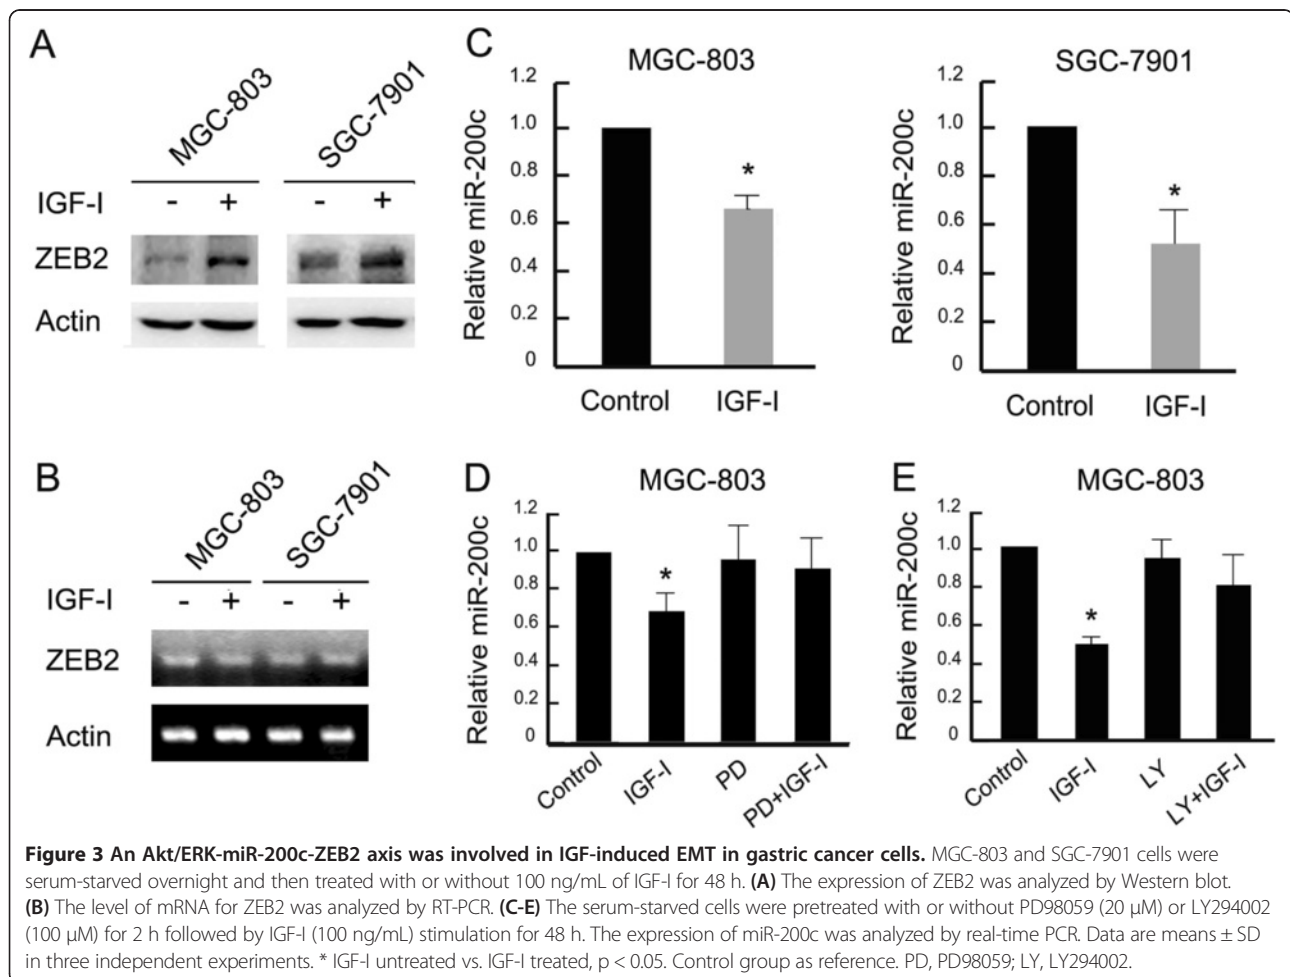 A
MGC-803 SGC-7901
IGF-I - + - +
ZEB2
Actin
B
MGC-803 SGC-7901
IGF-I - + - +
ZEB2
Actin
C
MGC-803
Relative miR-200c
1.2
1.0
0.8
0.6
0.4
0.2
0
*
Control IGF-I
SGC-7901
Relative miR-200c
1.2
1.0
0.8
0.6
0.4
0.2
0
*
Control IGF-I
D
MGC-803
Relative miR-200c
1.2
1.0
0.8
0.6
0.4
0.2
0
*
Control IGF-I PD PD+IGF-I
E
MGC-803
Relative miR-200c
1.2
1.0
0.8
0.6
0.4
0.2
0
*
Control IGF-I LY LY+IGF-I
Figure 3 An Akt/ERK-miR-200c-ZEB2 axis was involved in IGF-induced EMT in gastric cancer cells. MGC-803 and SGC-7901 cells were
serum-starved overnight and then treated with or without 100 ng/mL of IGF-I for 48 h. (A) The expression of ZEB2 was analyzed by Western blot.
(B) The level of mRNA for ZEB2 was analyzed by RT-PCR. (C-E) The serum-starved cells were pretreated with or without PD98059 (20 μM) or LY294002
(100 μM) for 2 h followed by IGF-I (100 ng/mL) stimulation for 48 h. The expression of miR-200c was analyzed by real-time PCR. Data are means ± SD
in three independent experiments. * IGF-I untreated vs. IGF-I treated, p < 0.05. Control group as reference. PD, PD98059; LY, LY294002.